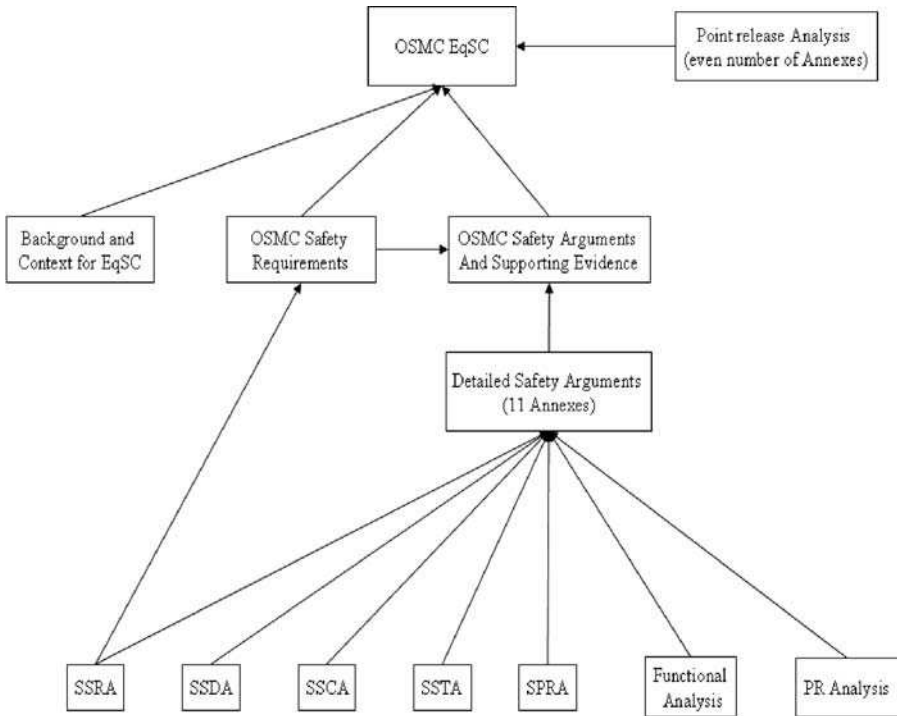 OSMC EqSC
Point release Analysis
(even number of Annexes)
Background and
Context for EqSC
OSMC Safety
Requirements
OSMC Safety Arguments
And Supporting Evidence
Detailed Safety Arguments
(11 Annexes)
SSRA
SSDA
SSCA
SSTA
SPRA
Functional
Analysis
PR Analysis